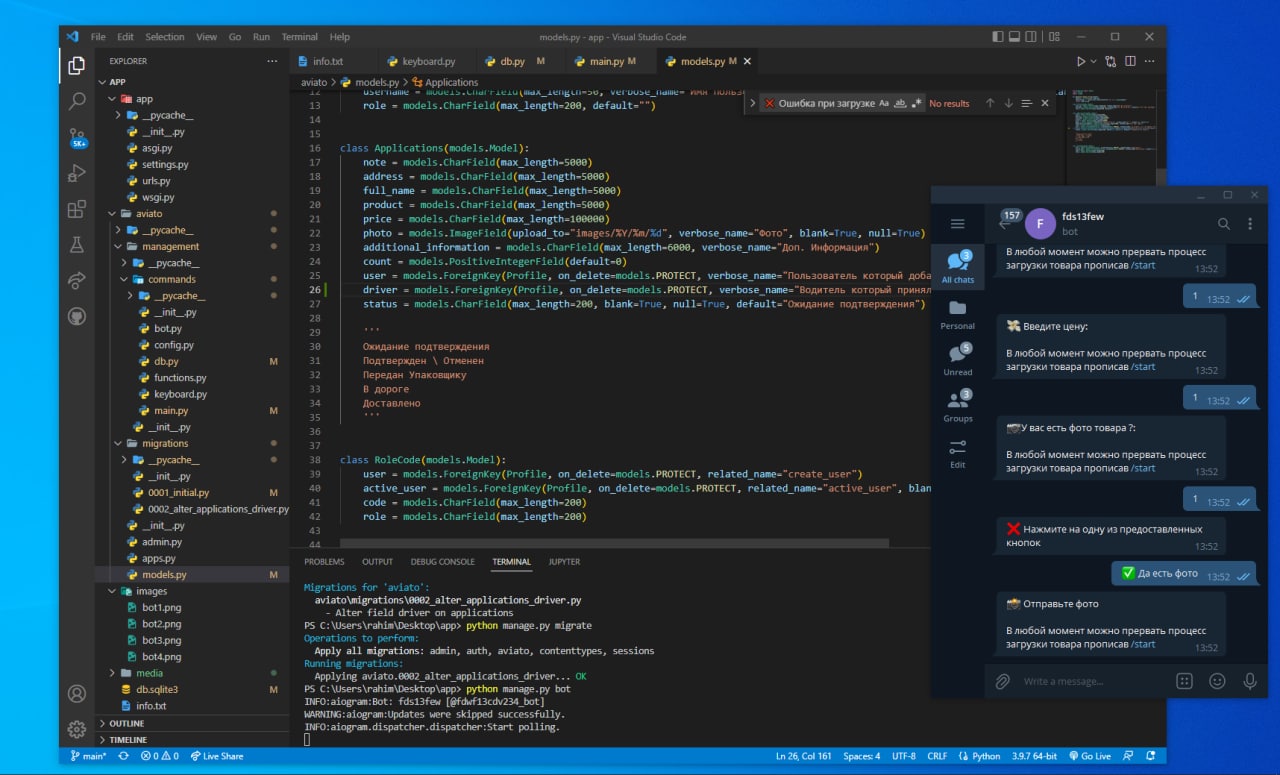 File Edit Selection View Go Run Terminal Help
models.py - app - Visual Studio Code
EXPLORER
info.txt
keyboard.py
db.py M
main.py M
models.py M
aviato > models.py > Applications
APP
app
__pycache__
__init__.py
asgi.py
settings.py
urls.py
wsgi.py
aviato
__pycache__
management
__pycache__
commands
__pycache__
__init__.py
bot.py
config.py
db.py M
functions.py
keyboard.py
main.py M
__init__.py
migrations
__pycache__
__init__.py
0001_initial.py M
0002_alter_applications_driver.py
__init__.py
admin.py
apps.py
models.py M
images
bot1.png
bot2.png
bot3.png
bot4.png
media
db.sqlite3 M
info.txt
OUTLINE
TIMELINE
5K+
❌ Ошибка при загрузке Aa ab .* No results
12 username = models.CharField(max_length=50, verbose_name="Имя
13 role = models.CharField(max_length=200, default="")
14
15
16 class Applications(models.Model):
17 note = models.CharField(max_length=5000)
18 address = models.CharField(max_length=5000)
19 full_name = models.CharField(max_length=5000)
20 product = models.CharField(max_length=5000)
21 price = models.CharField(max_length=100000)
22 photo = models.ImageField(upload_to="images/%Y/%m/%d", verbose_name="Фото", blank=True, null=True)
23 additional_information = models.CharField(max_length=6000, verbose_name="Доп. Информация")
24 count = models.PositiveIntegerField(default=0)
25 user = models.ForeignKey(Profile, on_delete=models.PROTECT, verbose_name="Пользователь который доба
26 driver = models.ForeignKey(Profile, on_delete=models.PROTECT, verbose_name="Водитель который принял
27 status = models.CharField(max_length=200, blank=True, null=True, default="Ожидание подтверждения")
28
29 '''
30 Ожидание подтверждения
31 Подтвержден \ Отменен
32 Передан Упаковщику
33 В дороге
34 Доставлено
35 '''
36
37
38 class RoleCode(models.Model):
39 user = models.ForeignKey(Profile, on_delete=models.PROTECT, related_name="create_user")
40 active_user = models.ForeignKey(Profile, on_delete=models.PROTECT, related_name="active_user", blan
41 code = models.CharField(max_length=200)
42 role = models.CharField(max_length=200)
43
44
PROBLEMS OUTPUT DEBUG CONSOLE TERMINAL JUPYTER
Migrations for 'aviato':
aviato\migrations\0002_alter_applications_driver.py
- Alter field driver on applications
PS C:\Users\rahim\Desktop\app> python manage.py migrate
Operations to perform:
Apply all migrations: admin, auth, aviato, contenttypes, sessions
Running migrations:
Applying aviato.0002_alter_applications_driver... OK
PS C:\Users\rahim\Desktop\app> python manage.py bot
INFO:aiogram:Bot: fds13few [@fdwf13cdv234_bot]
WARNING:aiogram:Updates were skipped successfully.
INFO:aiogram.dispatcher.dispatcher:Start polling.
main* 0 0 Live Share
Ln 26, Col 161 Spaces: 4 UTF-8 CRLF Python 3.9.7 64-bit Go Live
157
F
fds13few
bot
3
All chats
Personal
5
Unread
3
Groups
Edit
В любой момент можно прервать процесс
загрузки товара прописав /start
13:52
1 13:52
💸 Введите цену:
В любой момент можно прервать процесс
загрузки товара прописав /start
13:52
1 13:52
📸У вас есть фото товара ?:
В любой момент можно прервать процесс
загрузки товара прописав /start
13:52
1 13:52
❌ Нажмите на одну из предоставленных
кнопок
13:52
✅ Да есть фото 13:52
📸 Отправьте фото
В любой момент можно прервать процесс
загрузки товара прописав /start
13:52
Write a message...